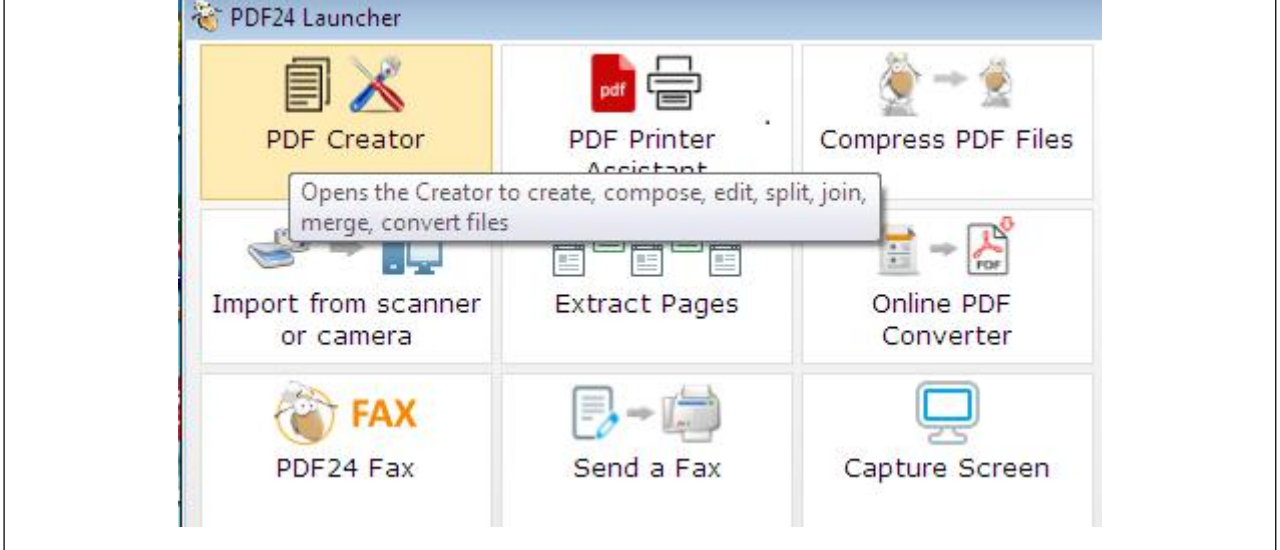 PDF24 Launcher
PDF Creator
PDF Printer
Assistant
Compress PDF Files
Opens the Creator to create, compose, edit, split, join,
merge, convert files
Import from scanner
or camera
Extract Pages
Online PDF
Converter
FAX
PDF24 Fax
Send a Fax
Capture Screen
pdf
PDF